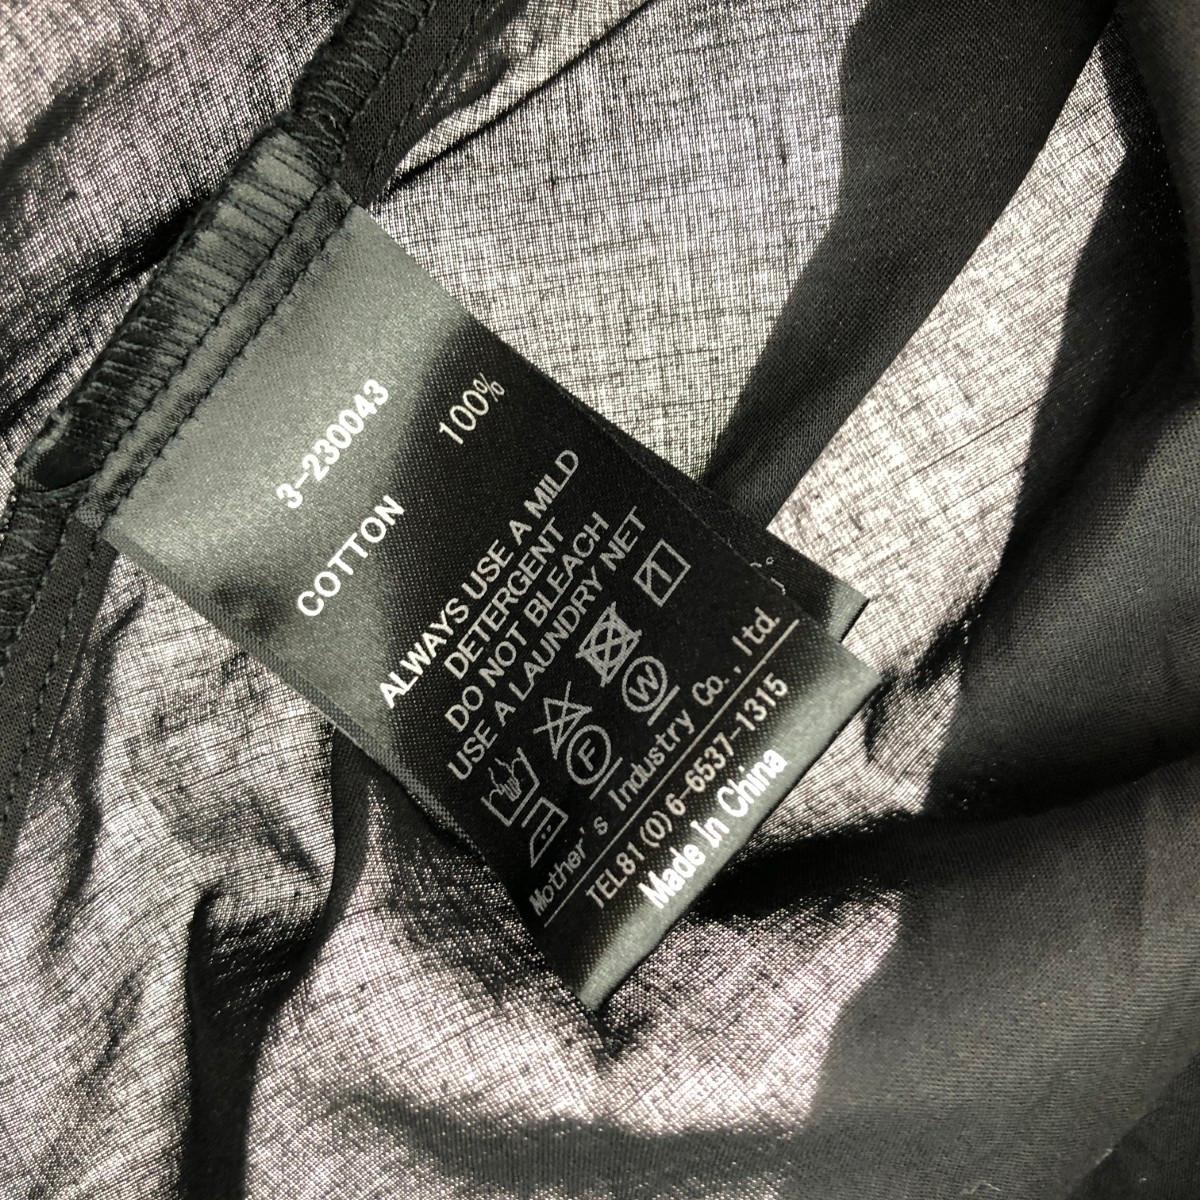 3-230043
COTTON 100%
ALWAYS USE A MILD
DETERGENT
DO NOT BLEACH
USE A LAUNDRY NET
F W
Mother's Industry Co., ltd.
TEL81(0)6-6537-1315
Made In China